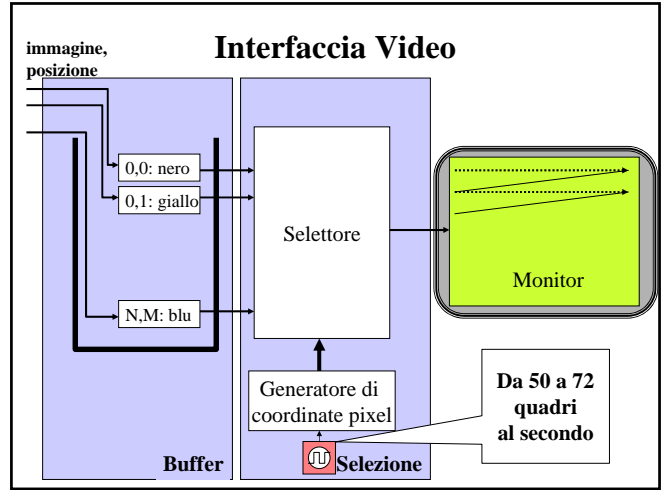 Interfaccia Video
immagine,
posizione
0,0: nero
0,1: giallo
N,M: blu
Selettore
Monitor
Generatore di
coordinate pixel
Da 50 a 72
quadri
al secondo
Buffer
Selezione